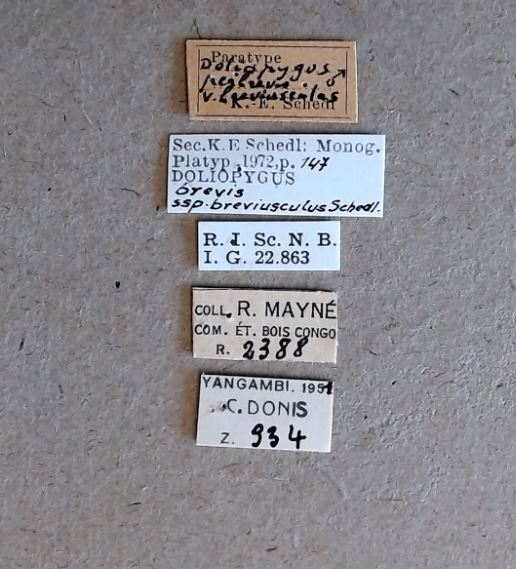 Paratype
Doliopygus ♂
v. breviusculus
K. E. Schedl
Sec.K.E Schedl: Monog.
Platyp.,1972,p. 147
DOLIOPYGUS
brevis
ssp. breviusculus Schedl.
R. I. Sc. N. B.
I. G. 22.863
COLL. R. MAYNÉ
COM. ÉT. BOIS CONGO
R. 2388
YANGAMBI. 1951
C. DONIS
Z. 934